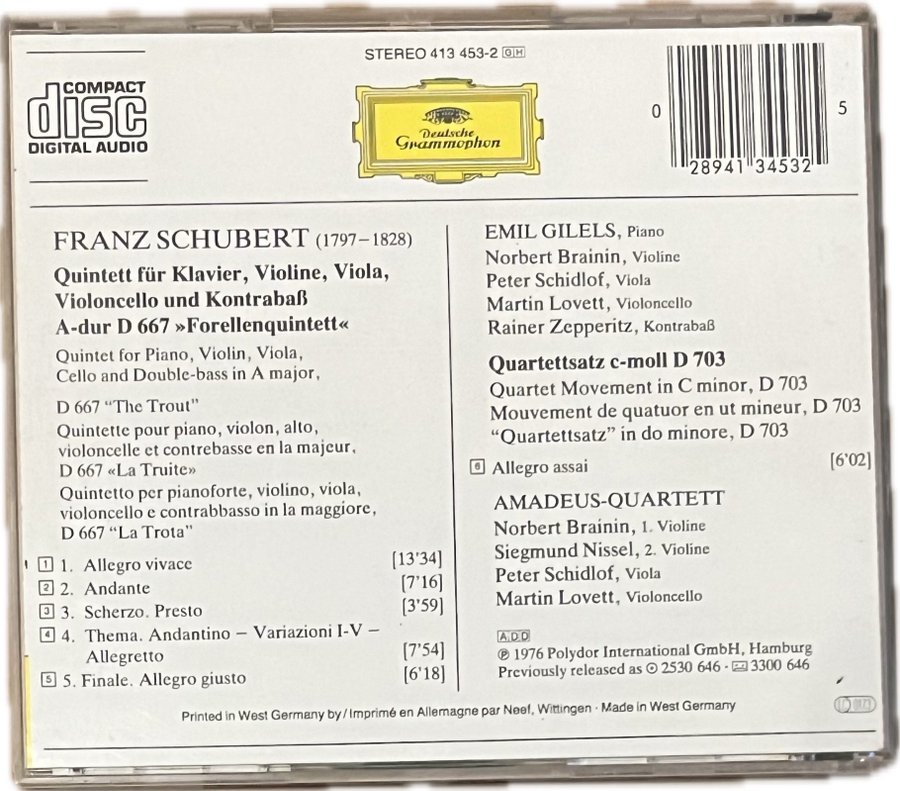 STEREO 413 453-2 GH
COMPACT
disc
DIGITAL AUDIO
Deutsche
Grammophon
0 28941 34532 5
FRANZ SCHUBERT (1797–1828)
Quintett für Klavier, Violine, Viola,
Violoncello und Kontrabaß
A-dur D 667 »Forellenquintett«
Quintet for Piano, Violin, Viola,
Cello and Double-bass in A major,
D 667 “The Trout”
Quintette pour piano, violon, alto,
violoncelle et contrebasse en la majeur,
D 667 «La Truite»
Quintetto per pianoforte, violino, viola,
violoncello e contrabbasso in la maggiore,
D 667 “La Trota”
1 1. Allegro vivace [13’34]
2 2. Andante [7’16]
3 3. Scherzo. Presto [3’59]
4 4. Thema. Andantino – Variazioni I-V –
Allegretto [7’54]
5 5. Finale. Allegro giusto [6’18]
EMIL GILELS, Piano
Norbert Brainin, Violine
Peter Schidlof, Viola
Martin Lovett, Violoncello
Rainer Zepperitz, Kontrabaß
Quartettsatz c-moll D 703
Quartet Movement in C minor, D 703
Mouvement de quatuor en ut mineur, D 703
“Quartettsatz” in do minore, D 703
6 Allegro assai [6’02]
AMADEUS-QUARTETT
Norbert Brainin, 1. Violine
Siegmund Nissel, 2. Violine
Peter Schidlof, Viola
Martin Lovett, Violoncello
ADD
℗ 1976 Polydor International GmbH, Hamburg
Previously released as 2530 646 · 3300 646
Printed in West Germany by / Imprimé en Allemagne par Neef, Wittingen · Made in West Germany